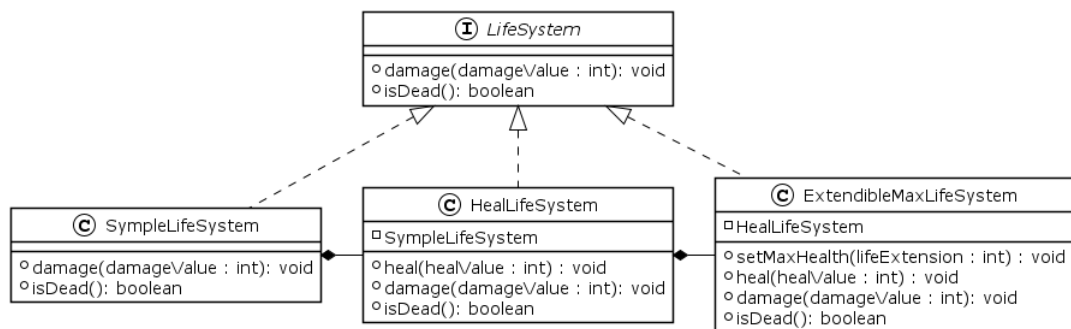 I LifeSystem
damage(damageValue : int): void
isDead(): boolean
C SympleLifeSystem
damage(damageValue : int): void
isDead(): boolean
C HealLifeSystem
SympleLifeSystem
heal(healValue : int) : void
damage(damageValue : int): void
isDead(): boolean
C ExtendibleMaxLifeSystem
HealLifeSystem
setMaxHealth(lifeExtension : int) : void
heal(healValue : int) : void
damage(damageValue : int): void
isDead(): boolean